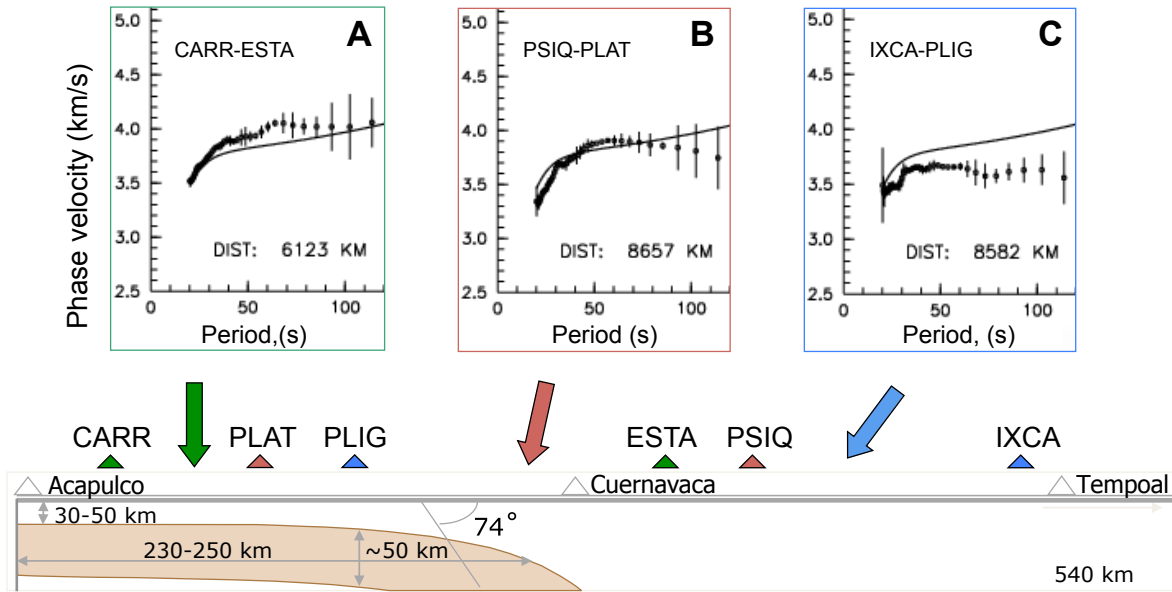 Phase velocity (km/s)
5.0
4.5
4.0
3.5
3.0
2.5
A
CARR-ESTA
DIST: 6123 KM
0 50 100
Period,(s)
5.0
4.5
4.0
3.5
3.0
2.5
B
PSIQ-PLAT
DIST: 8657 KM
0 50 100
Period (s)
5.0
4.5
4.0
3.5
3.0
2.5
C
IXCA-PLIG
DIST: 8582 KM
0 50 100
Period, (s)
CARR PLAT PLIG ESTA PSIQ IXCA
Acapulco Cuernavaca Tempoal
30-50 km
74°
230-250 km ~50 km
540 km